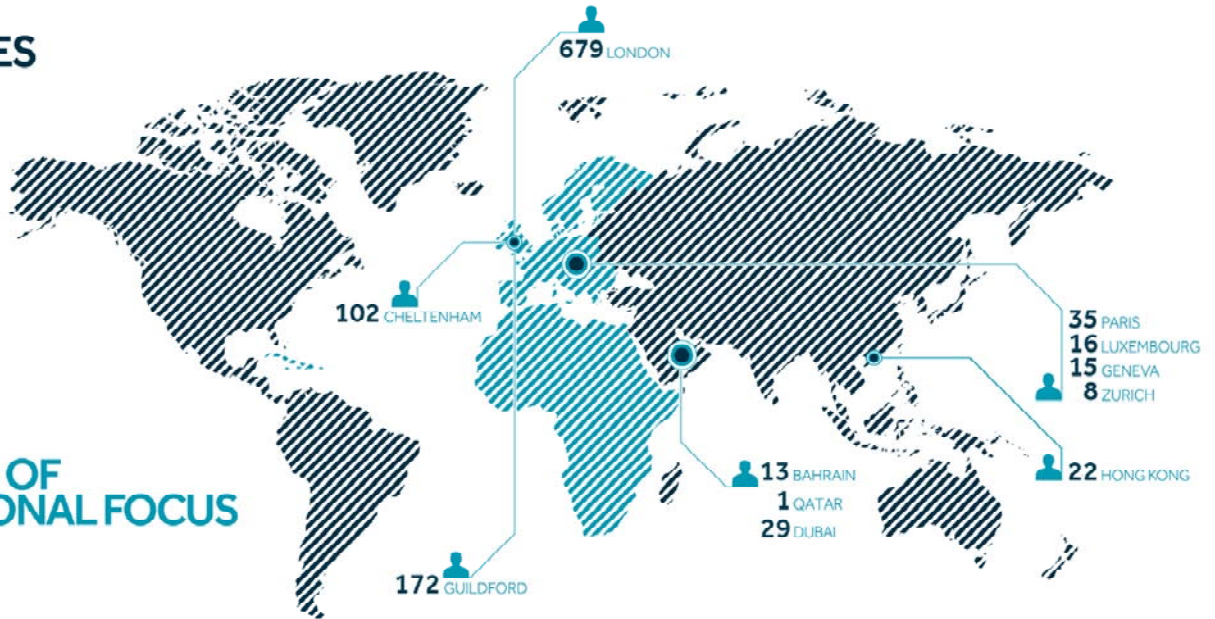 ES
679 LONDON
102 CHELTENHAM
35 PARIS
16 LUXEMBOURG
15 GENEVA
8 ZURICH
OF
ONAL FOCUS
13 BAHRAIN
1 QATAR
29 DUBAI
22 HONG KONG
172 GUILDFORD